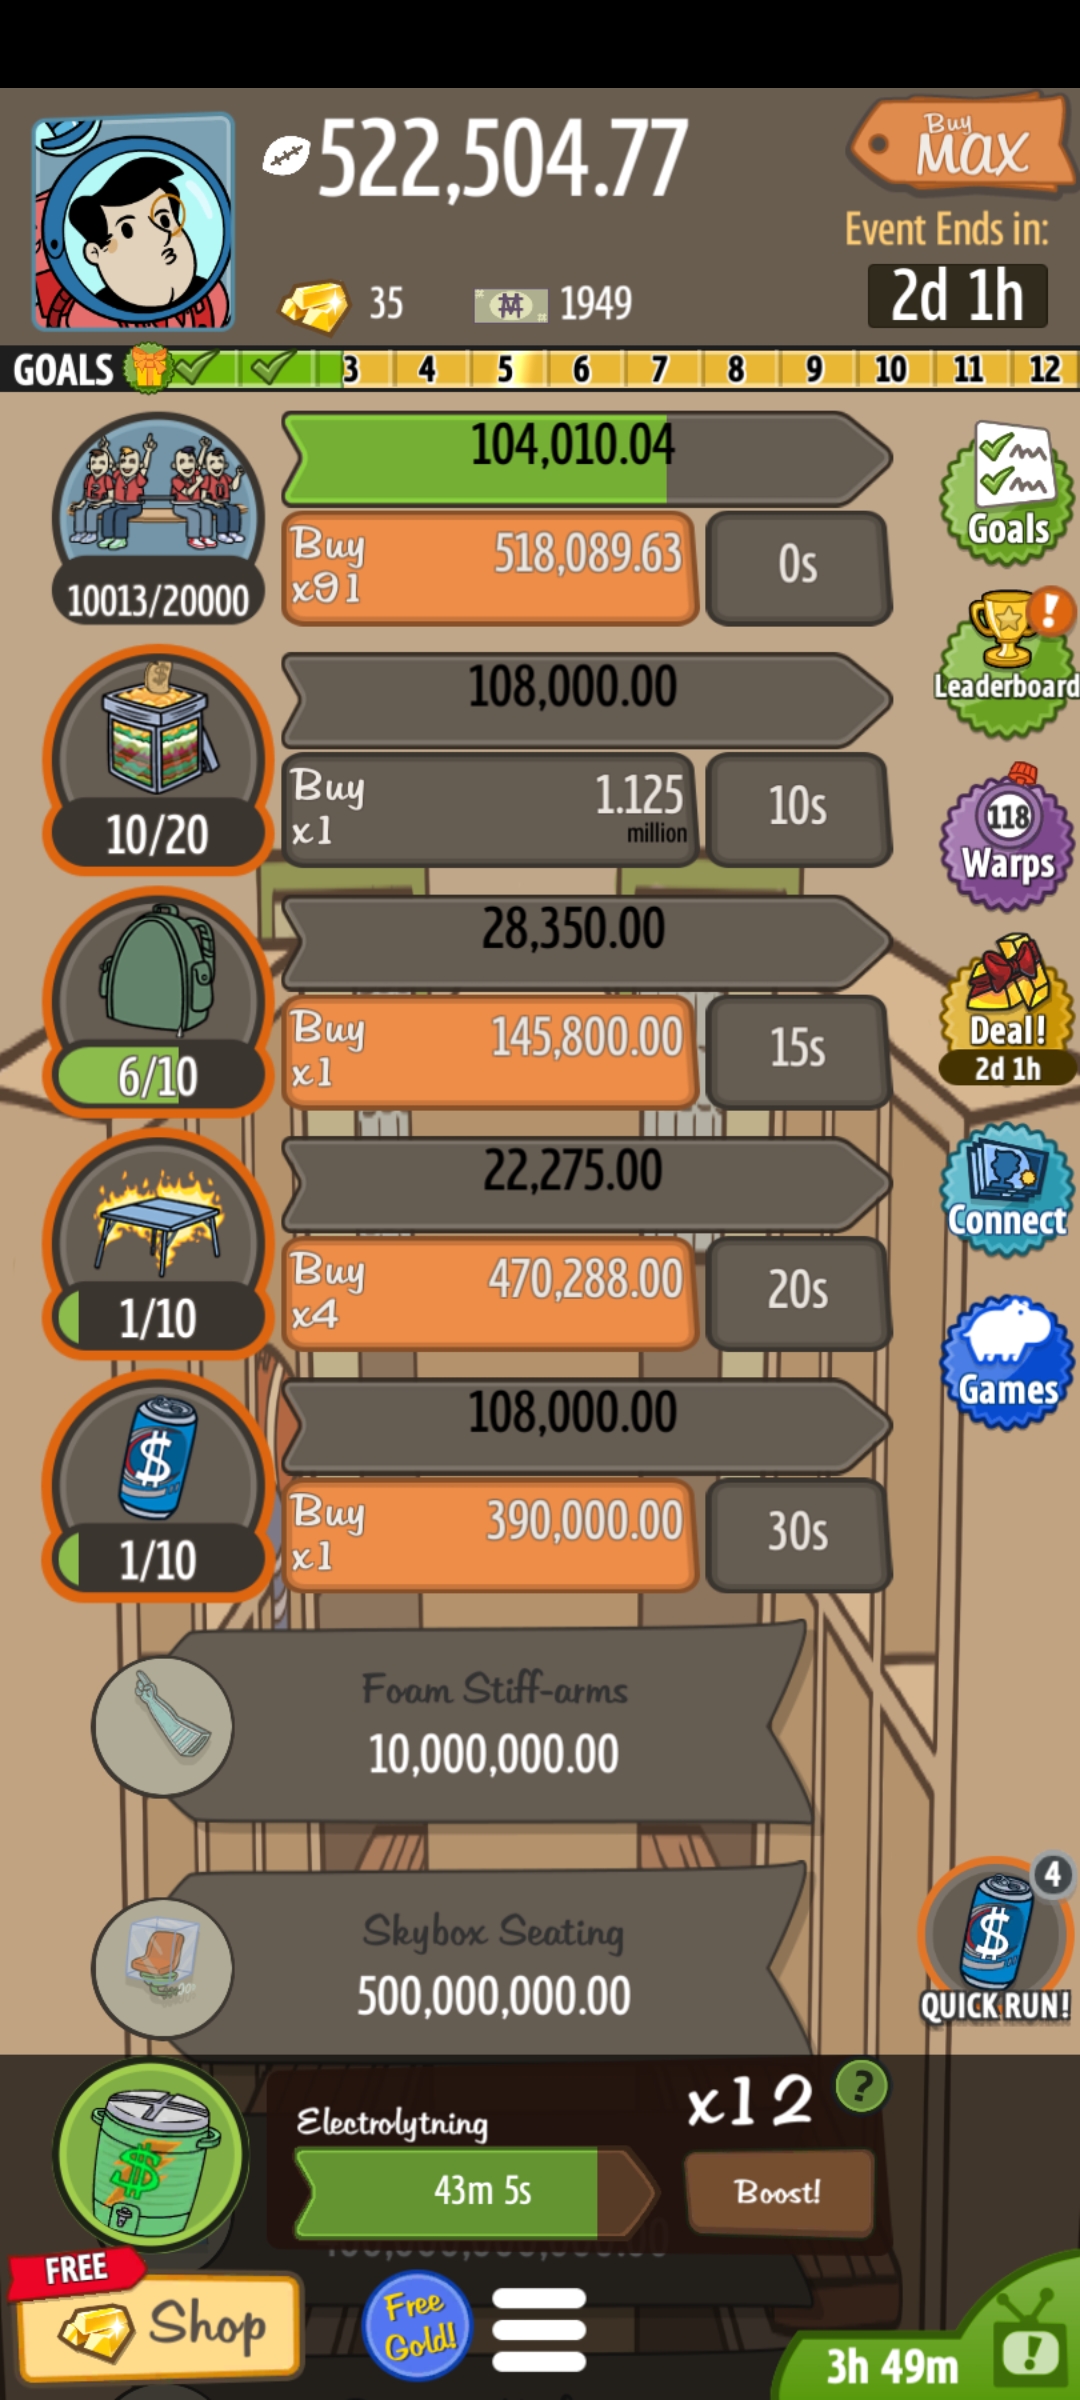 522,504.77
Buy
MAX
Event Ends in:
2d 1h
35
1949
GOALS 3 4 5 6 7 8 9 10 11 12
104,010.04
Buy
x91
518,089.63
0s
10013/20000
Goals
108,000.00
Buy
x1
1.125
million
10s
10/20
Leaderboard
28,350.00
Buy
x1
145,800.00
15s
6/10
118
Warps
Deal!
2d 1h
22,275.00
Buy
x4
470,288.00
20s
1/10
Connect
108,000.00
Buy
x1
390,000.00
30s
1/10
Games
Foam Stiff-arms
10,000,000.00
Skybox Seating
500,000,000.00
4
QUICK RUN!
Electrolytning
x12
?
43m 5s
Boost!
FREE
Shop
Free
Gold!
3h 49m